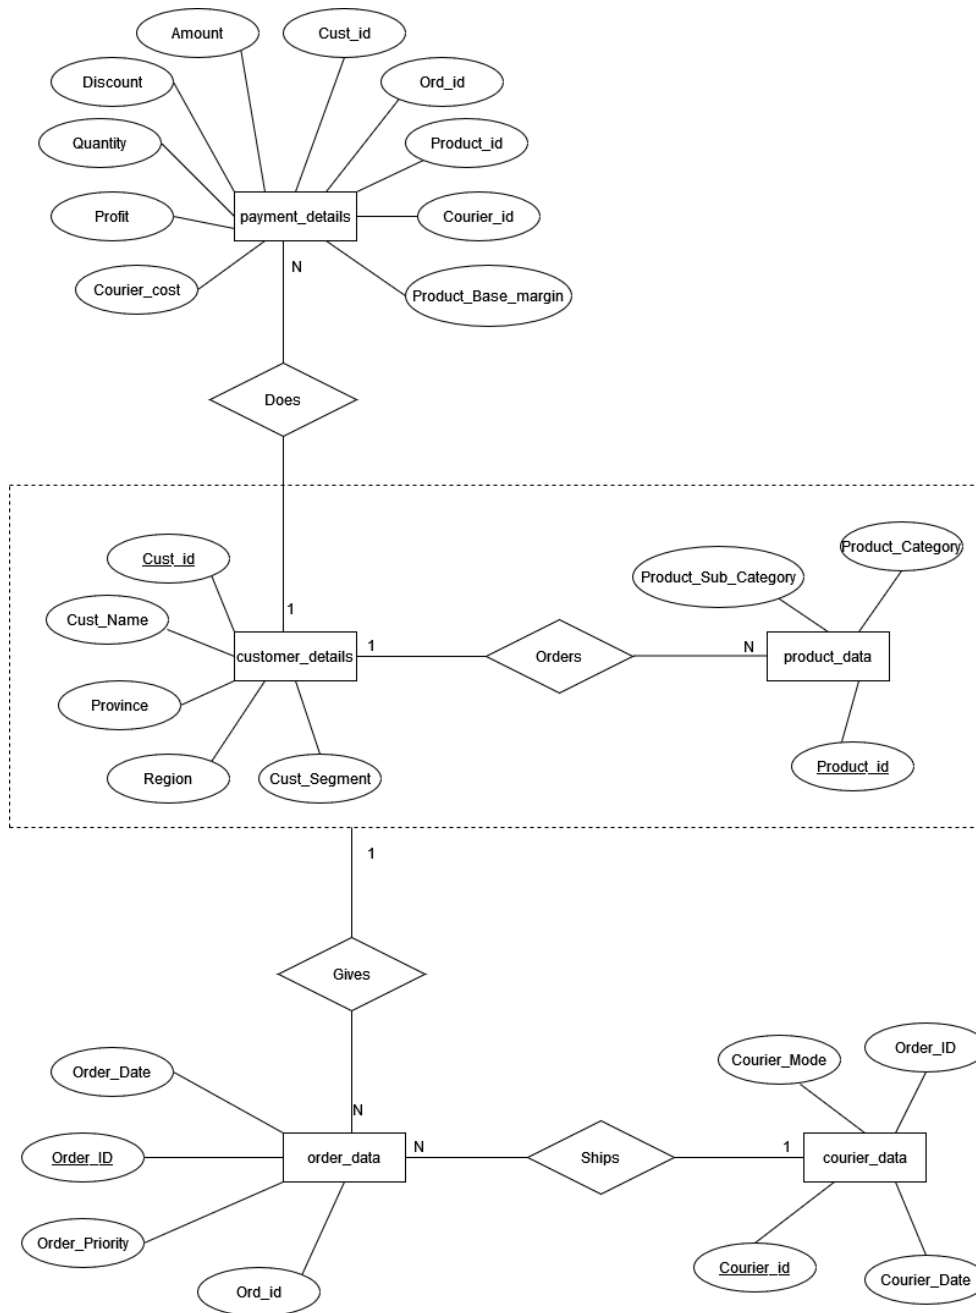 Amount
Cust_id
Discount
Ord_id
Quantity
Product_id
payment_details
Profit
Courier_id
N
Courier_cost
Product_Base_margin
Does
Product_Category
Cust_id
Product_Sub_Category
1
Cust_Name
1
N
customer_details
Orders
product_data
Province
Product_id
Region
Cust_Segment
1
Gives
Order_ID
Courier_Mode
Order_Date
N
N
1
Order_ID
order_data
Ships
courier_data
Order_Priority
Courier_id
Courier_Date
Ord_id